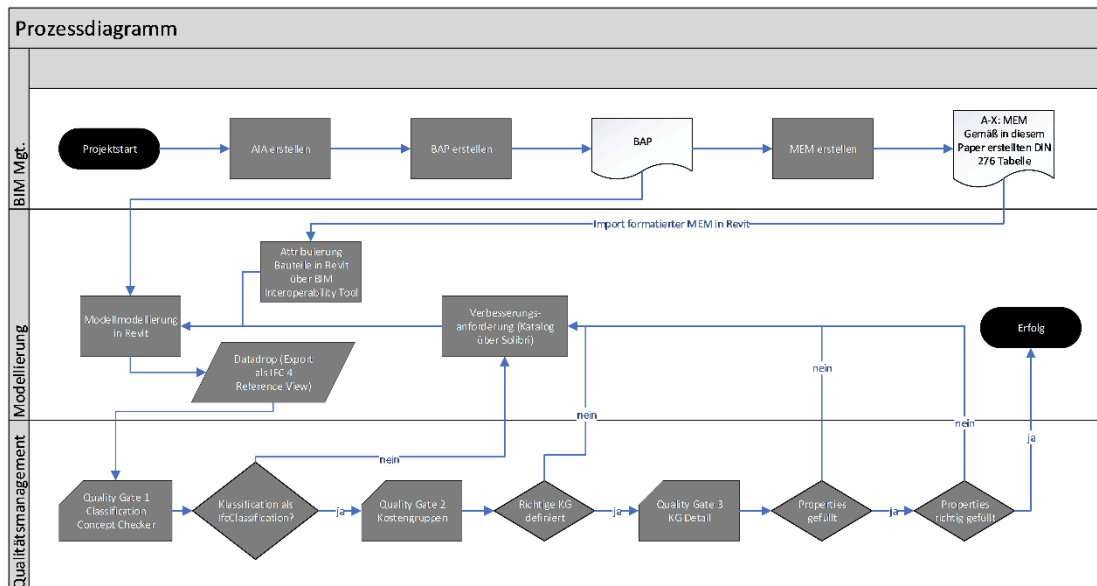 Prozessdiagramm
BIM Mgt.
Projektstart
AIA erstellen
BAP erstellen
BAP
MEM erstellen
A-X: MEM
Gemäß in diesem
Paper erstellten DIN
276 Tabelle
Modellierung
Import formatierter MEM in Revit
Attribuierung
Bauteile in Revit
über BIM
Interoperability Tool
Modellmodellierung
in Revit
Verbesserungs-
anforderung (Katalog
über Solibri)
Erfolg
Datadrop (Export
als IFC 4
Reference View)
nein
nein
nein
nein
ja
Qualitätsmanagement
Quality Gate 1
Classification
Concept Checker
Klassification als
IfcClassification?
ja
Quality Gate 2
Kostengruppen
Richtige KG
definiert
ja
Quality Gate 3
KG Detail
Properties
gefüllt
ja
Properties
richtig gefüllt